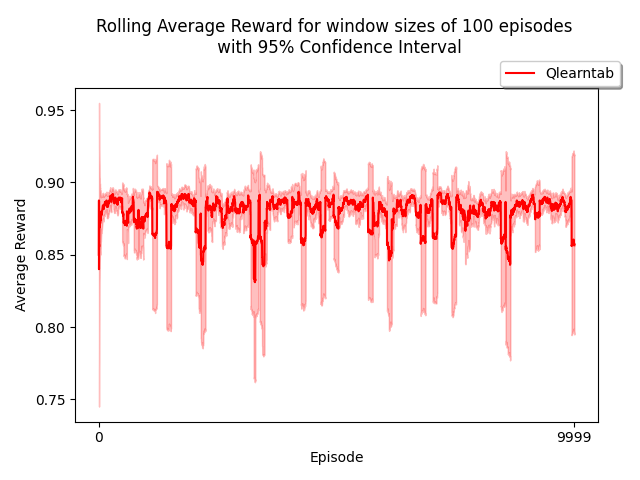 Rolling Average Reward for window sizes of 100 episodes
with 95% Confidence Interval
Qlearntab
0.95
0.90
0.85
0.80
0.75
Average Reward
0 9999
Episode